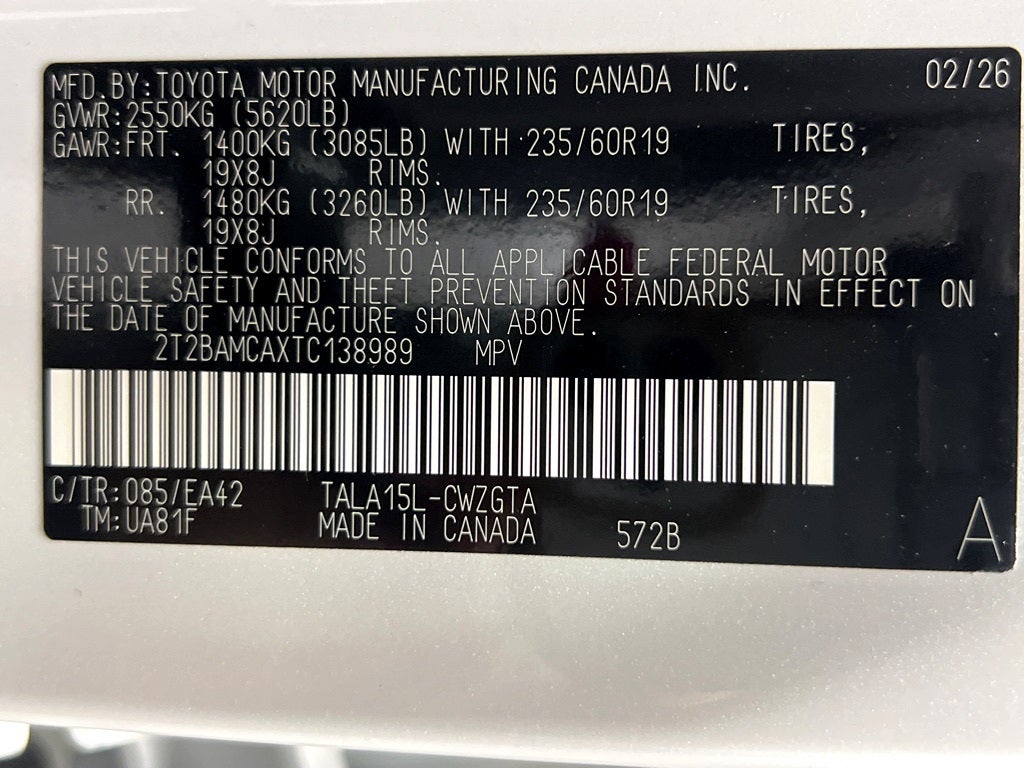 MFD.BY:TOYOTA MOTOR MANUFACTURING CANADA INC. 02/26
GVWR:2550KG (5620LB)
GAWR:FRT. 1400KG (3085LB) WITH 235/60R19 TIRES,
19X8J RIMS.
RR. 1480KG (3260LB) WITH 235/60R19 TIRES,
19X8J RIMS.
THIS VEHICLE CONFORMS TO ALL APPLICABLE FEDERAL MOTOR
VEHICLE SAFETY AND THEFT PREVENTION STANDARDS IN EFFECT ON
THE DATE OF MANUFACTURE SHOWN ABOVE.
2T2BAMCAXTC138989 MPV
C/TR:085/EA42 TALA15L-CWZGTA
TM:UA81F MADE IN CANADA 572B A